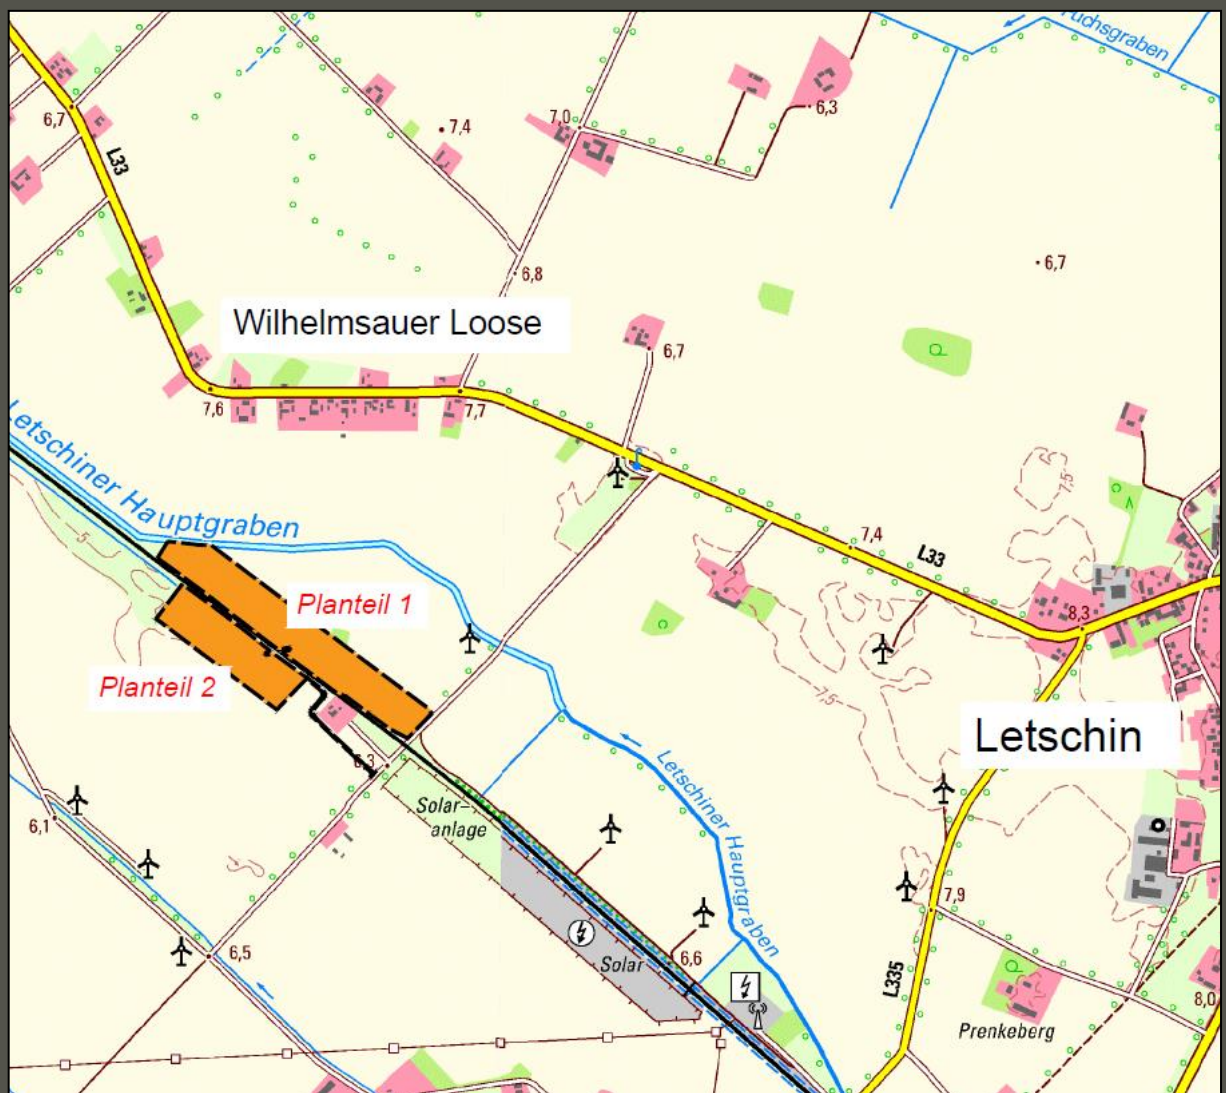 Fuchsgraben
6,7
L33
7,4
7,0
6,3
6,8
6,7
Wilhelmsauer Loose
6,7
7,6
7,7
Letschiner Hauptgraben
7,5
7,4
L33
5
Planteil 1
8,3
Planteil 2
7,5
Letschin
6,3
Solar-
anlage
Letschiner Hauptgraben
6,1
7,9
6,5
Solar
6,6
L335
8,0
Prenkeberg